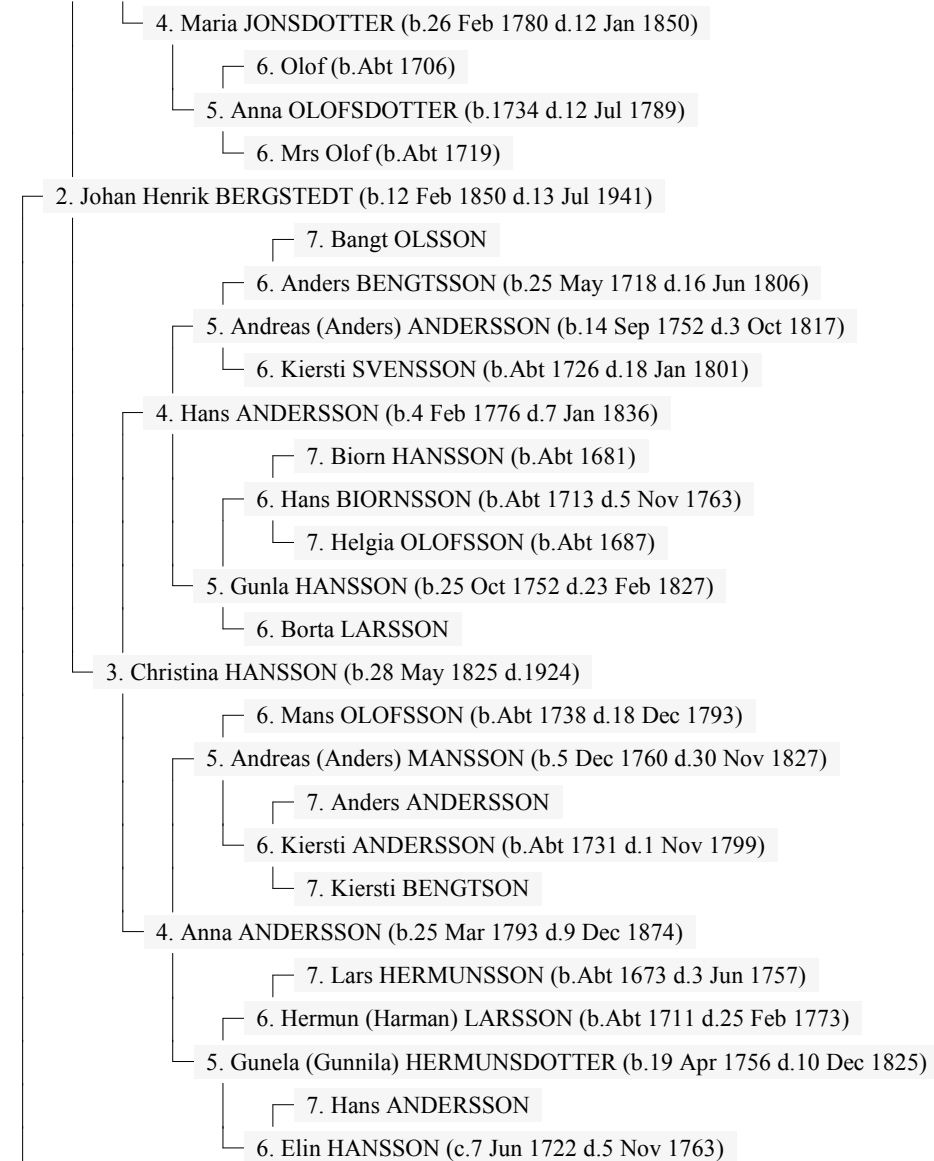 4. Maria JONSDOTTER (b.26 Feb 1780 d.12 Jan 1850)
6. Olof (b.Abt 1706)
5. Anna OLOFSDOTTER (b.1734 d.12 Jul 1789)
6. Mrs Olof (b.Abt 1719)
2. Johan Henrik BERGSTEDT (b.12 Feb 1850 d.13 Jul 1941)
7. Bangt OLSSON
6. Anders BENGTSSON (b.25 May 1718 d.16 Jun 1806)
5. Andreas (Anders) ANDERSSON (b.14 Sep 1752 d.3 Oct 1817)
6. Kiersti SVENSSON (b.Abt 1726 d.18 Jan 1801)
4. Hans ANDERSSON (b.4 Feb 1776 d.7 Jan 1836)
7. Biorn HANSSON (b.Abt 1681)
6. Hans BIORNSSON (b.Abt 1713 d.5 Nov 1763)
7. Helgia OLOFSSON (b.Abt 1687)
5. Gunla HANSSON (b.25 Oct 1752 d.23 Feb 1827)
6. Borta LARSSON
3. Christina HANSSON (b.28 May 1825 d.1924)
6. Mans OLOFSSON (b.Abt 1738 d.18 Dec 1793)
5. Andreas (Anders) MANSSON (b.5 Dec 1760 d.30 Nov 1827)
7. Anders ANDERSSON
6. Kiersti ANDERSSON (b.Abt 1731 d.1 Nov 1799)
7. Kiersti BENGTSON
4. Anna ANDERSSON (b.25 Mar 1793 d.9 Dec 1874)
7. Lars HERMUNSSON (b.Abt 1673 d.3 Jun 1757)
6. Hermun (Harman) LARSSON (b.Abt 1711 d.25 Feb 1773)
5. Gunela (Gunnila) HERMUNSDOTTER (b.19 Apr 1756 d.10 Dec 1825)
7. Hans ANDERSSON
6. Elin HANSSON (c.7 Jun 1722 d.5 Nov 1763)